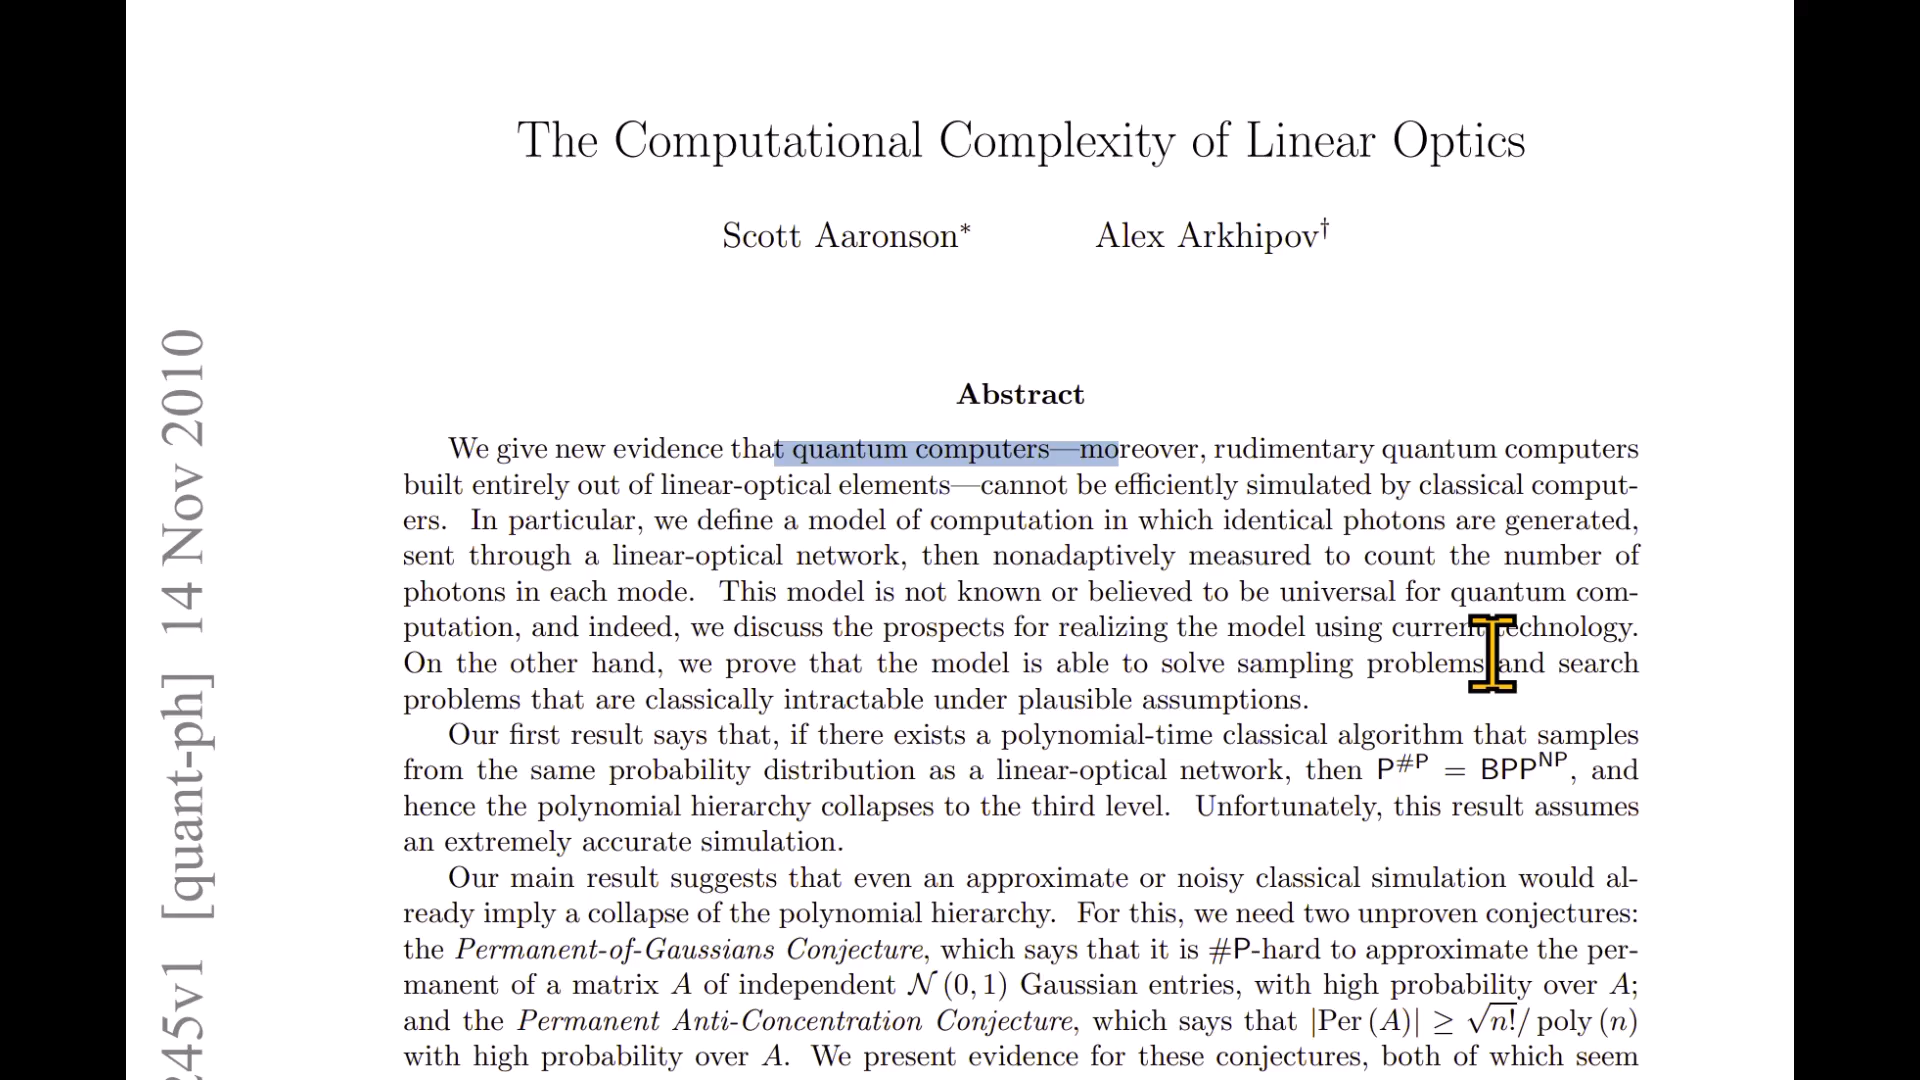 The Computational Complexity of Linear Optics
Scott Aaronson* Alex Arkhipov†
Abstract
We give new evidence that quantum computers—moreover, rudimentary quantum computers
built entirely out of linear-optical elements—cannot be efficiently simulated by classical comput-
ers. In particular, we define a model of computation in which identical photons are generated,
sent through a linear-optical network, then nonadaptively measured to count the number of
photons in each mode. This model is not known or believed to be universal for quantum com-
putation, and indeed, we discuss the prospects for realizing the model using current technology.
On the other hand, we prove that the model is able to solve sampling problems and search
problems that are classically intractable under plausible assumptions.
Our first result says that, if there exists a polynomial-time classical algorithm that samples
from the same probability distribution as a linear-optical network, then P^#P = BPP^NP, and
hence the polynomial hierarchy collapses to the third level. Unfortunately, this result assumes
an extremely accurate simulation.
Our main result suggests that even an approximate or noisy classical simulation would al-
ready imply a collapse of the polynomial hierarchy. For this, we need two unproven conjectures:
the Permanent-of-Gaussians Conjecture, which says that it is #P-hard to approximate the per-
manent of a matrix A of independent N (0, 1) Gaussian entries, with high probability over A;
and the Permanent Anti-Concentration Conjecture, which says that |Per (A)| ≥ √n!/ poly (n)
with high probability over A. We present evidence for these conjectures, both of which seem
245v1 [quant-ph] 14 Nov 2010